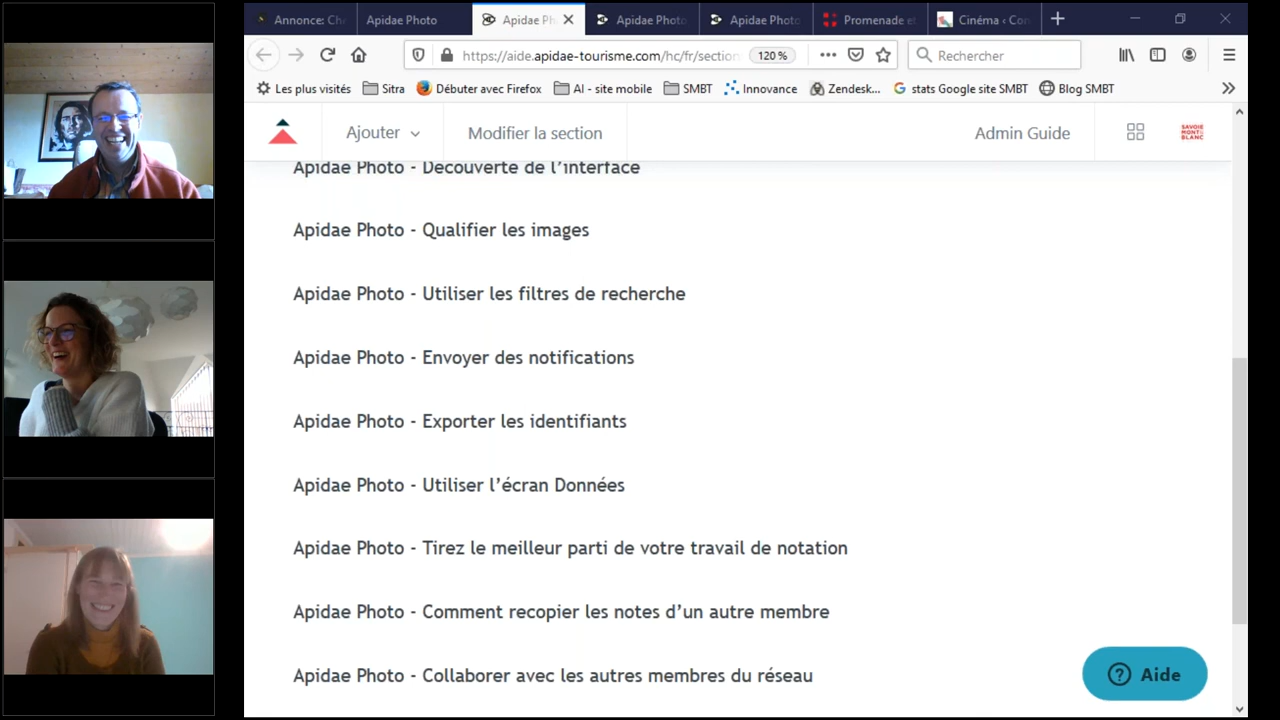 Annonce: Ch
Apidae Photo
Apidae Ph
Apidae Photo
Apidae Photo
Promenade et
Cinéma ‹ Con
https://aide.apidae-tourisme.com/hc/fr/section
120 %
Rechercher
Les plus visités
Sitra
Débuter avec Firefox
AI - site mobile
SMBT
Innovance
Zendesk...
stats Google site SMBT
Blog SMBT
Ajouter
Modifier la section
Admin Guide
SAVOIE
MONT
BLANC
Apidae Photo - Découverte de l’interface
Apidae Photo - Qualifier les images
Apidae Photo - Utiliser les filtres de recherche
Apidae Photo - Envoyer des notifications
Apidae Photo - Exporter les identifiants
Apidae Photo - Utiliser l’écran Données
Apidae Photo - Tirez le meilleur parti de votre travail de notation
Apidae Photo - Comment recopier les notes d’un autre membre
Apidae Photo - Collaborer avec les autres membres du réseau
Aide